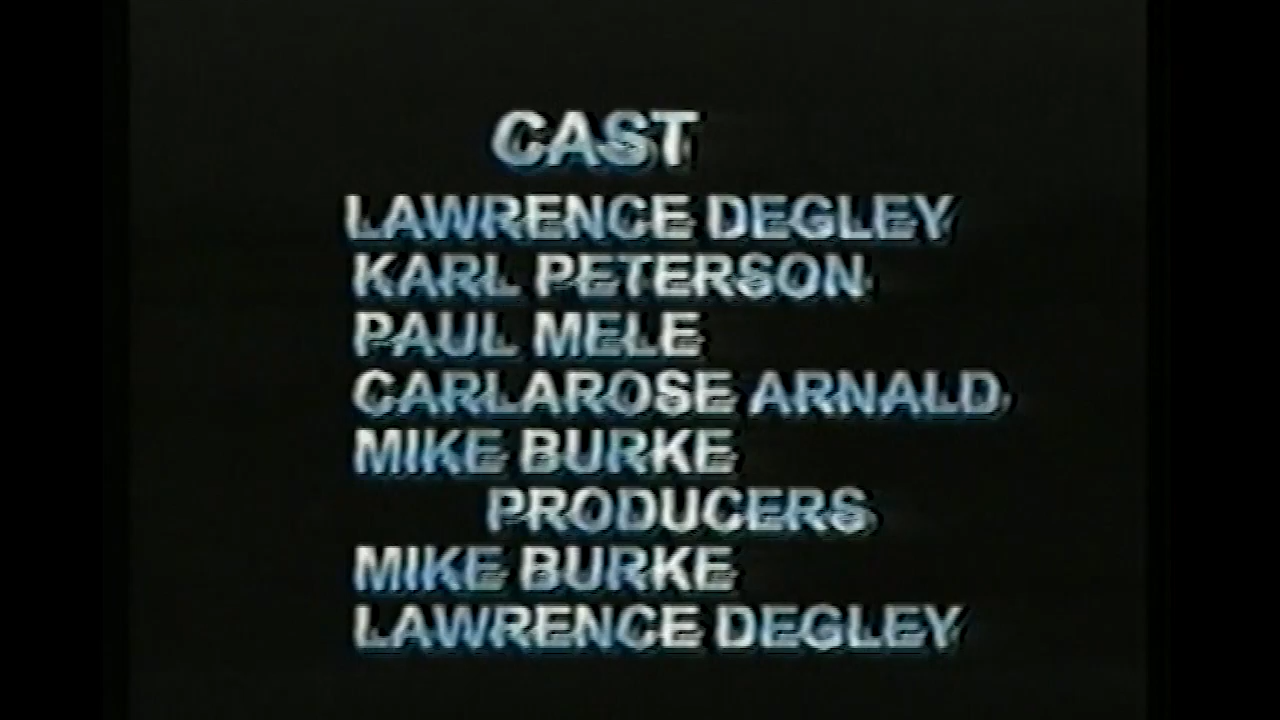 CAST
LAWRENCE DEGLEY
KARL PETERSON
PAUL MELE
CARLAROSE ARNALD
MIKE BURKE
PRODUCERS
MIKE BURKE
LAWRENCE DEGLEY